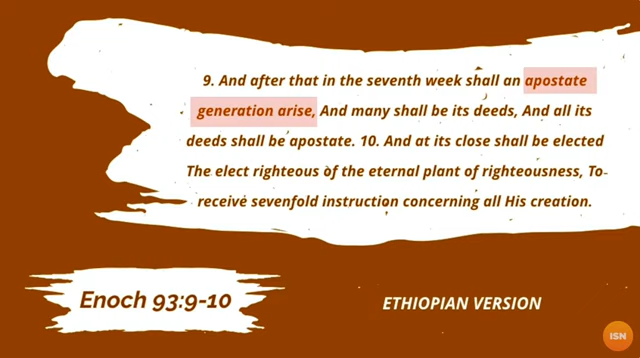 9. And after that in the seventh week shall an apostate
generation arise, And many shall be its deeds, And all its
deeds shall be apostate. 10. And at its close shall be elected
The elect righteous of the eternal plant of righteousness, To
receive sevenfold instruction concerning all His creation.
Enoch 93:9-10
ETHIOPIAN VERSION
ISN